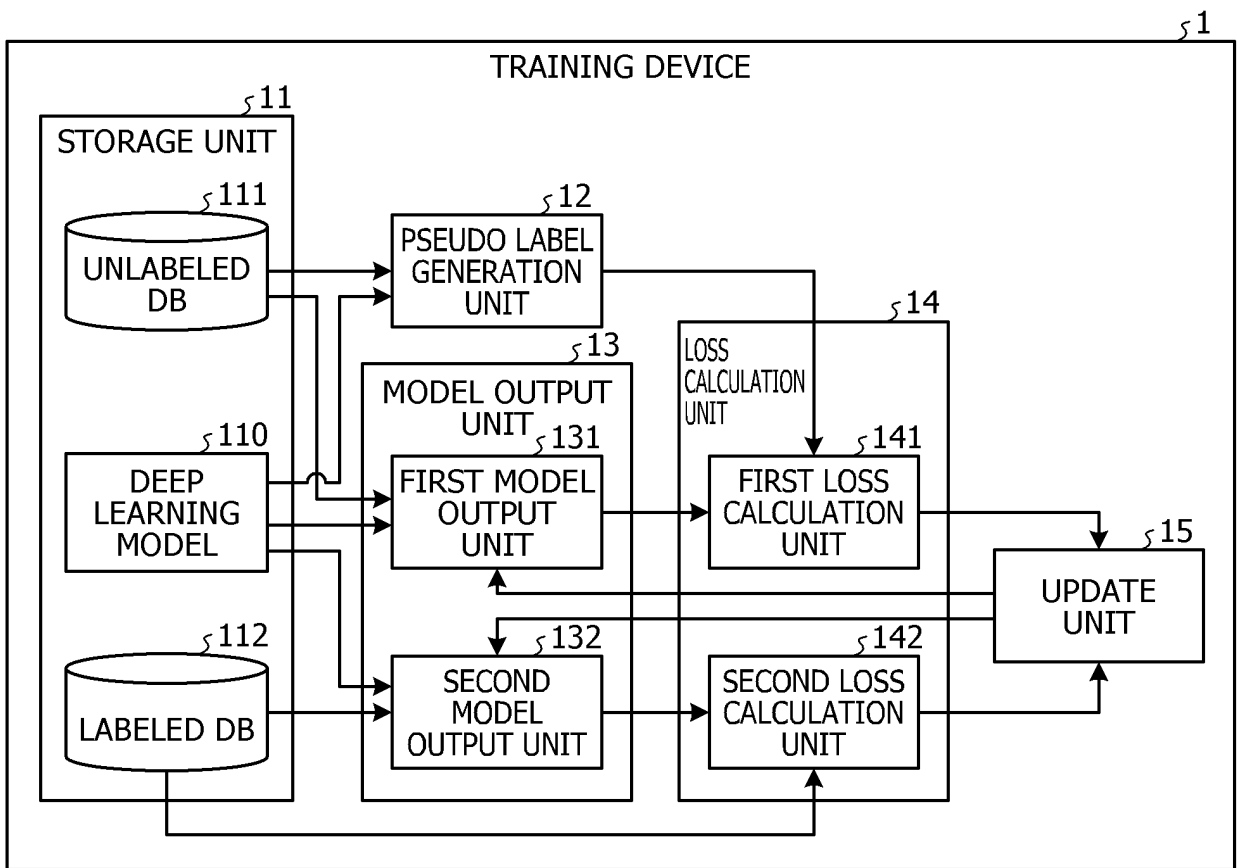 1
TRAINING DEVICE
11
STORAGE UNIT
111
UNLABELED
DB
12
PSEUDO LABEL
GENERATION
UNIT
14
LOSS
CALCULATION
UNIT
13
MODEL OUTPUT
UNIT
110
DEEP
LEARNING
MODEL
131
FIRST MODEL
OUTPUT
UNIT
141
FIRST LOSS
CALCULATION
UNIT
15
UPDATE
UNIT
112
LABELED DB
132
SECOND
MODEL
OUTPUT UNIT
142
SECOND LOSS
CALCULATION
UNIT